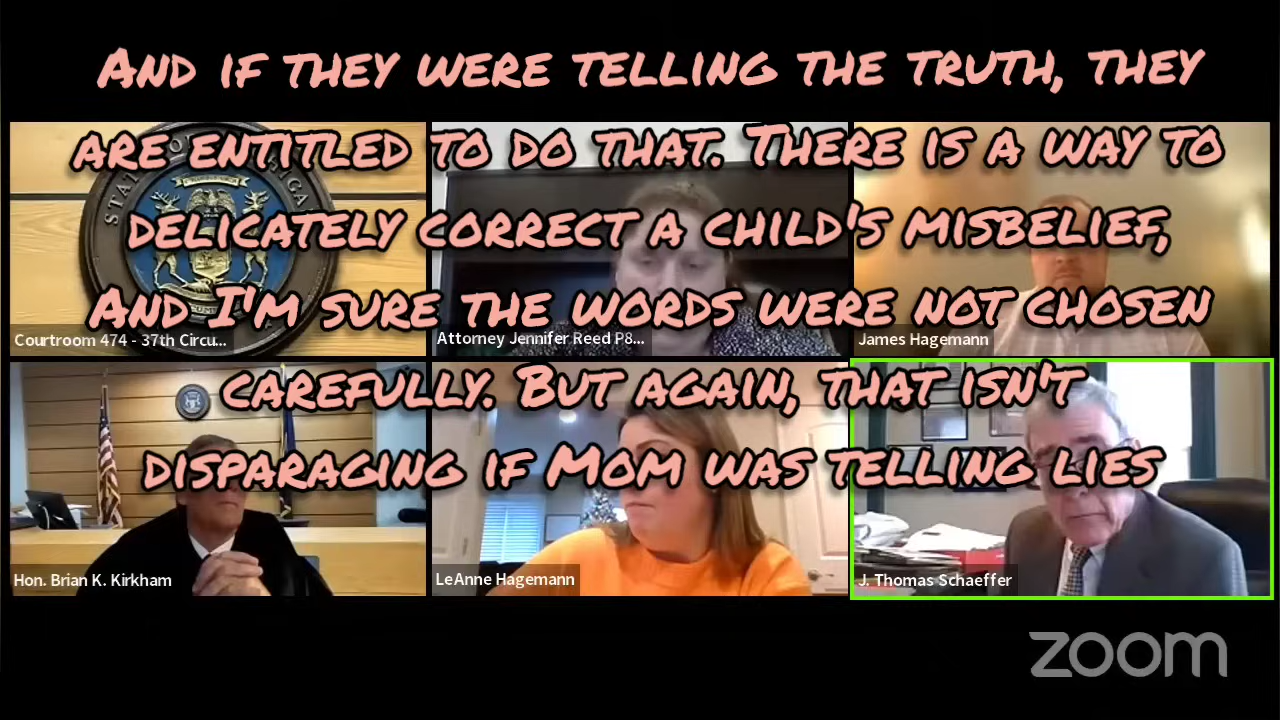 And if they were telling the truth, they
are entitled to do that. There is a way to
delicately correct a child's misbelief,
And I'm sure the words were not chosen
carefully. But again, that isn't
disparaging if Mom was telling lies
Courtroom 474 - 37th Circu...
Attorney Jennifer Reed P8...
James Hagemann
Hon. Brian K. Kirkham
LeAnne Hagemann
J. Thomas Schaeffer
zoom